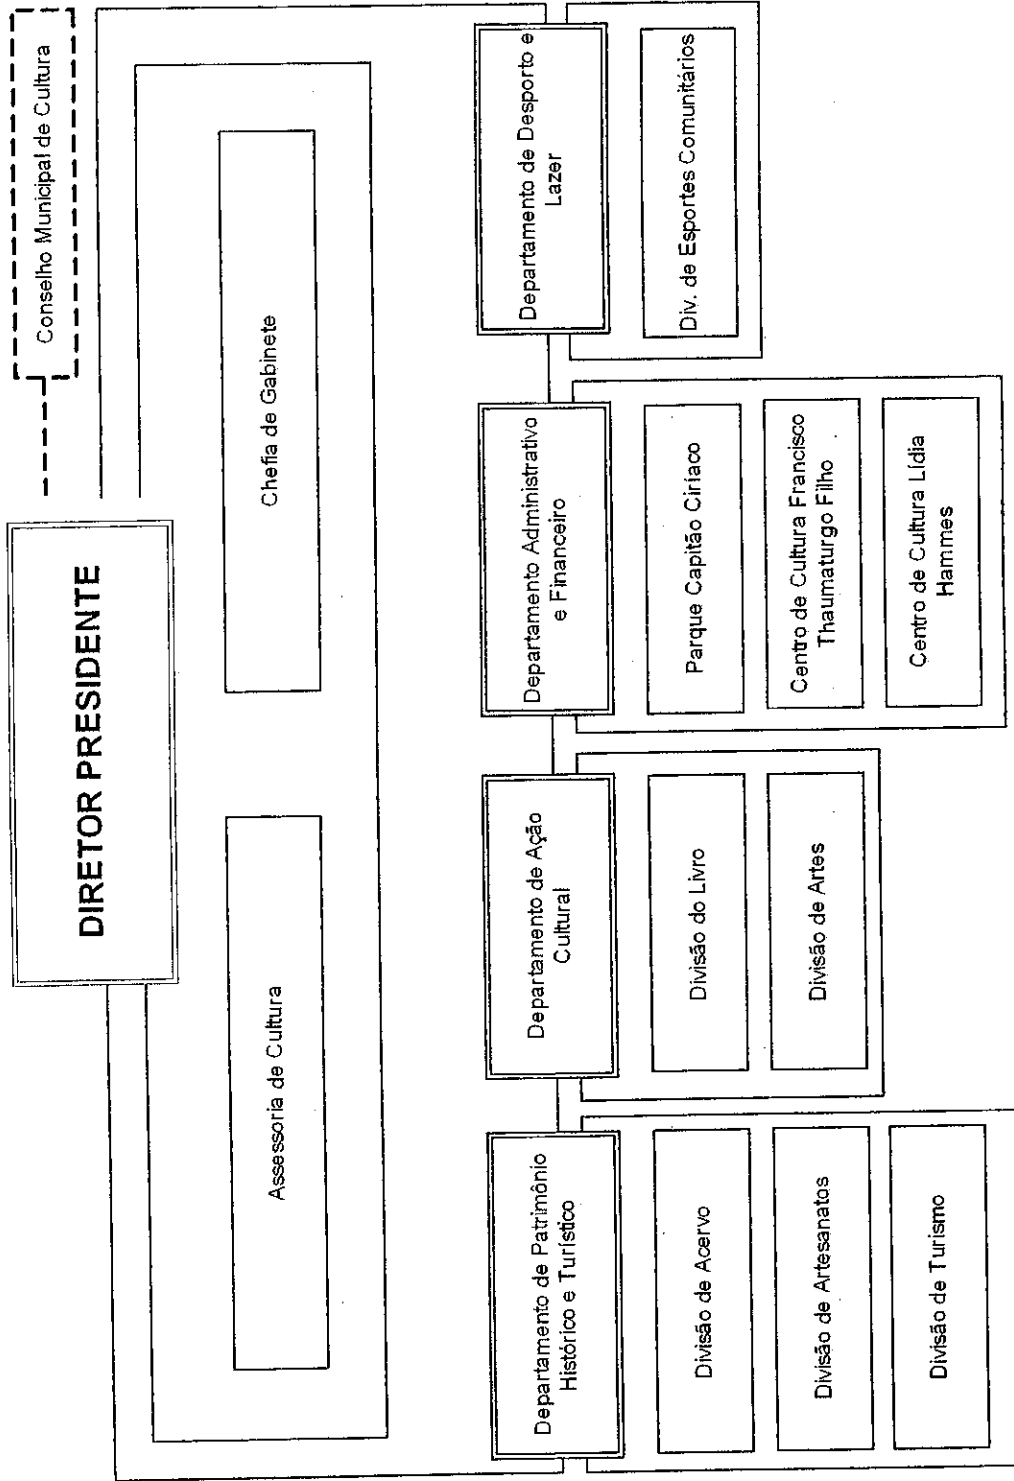 Conselho Municipal de Cultura
DIRETOR PRESIDENTE
Assessoria de Cultura
Chefia de Gabinete
Departamento de Patrimônio
Histórico e Turístico
Divisão de Acervo
Divisão de Artesanatos
Divisão de Turismo
Departamento de Ação
Cultural
Divisão do Livro
Divisão de Artes
Departamento Administrativo
e Financeiro
Parque Capitão Ciríaco
Centro de Cultura Francisco
Thaumaturgo Filho
Centro de Cultura Lídia
Hammes
Departamento de Desporto e
Lazer
Div. de Esportes Comunitários